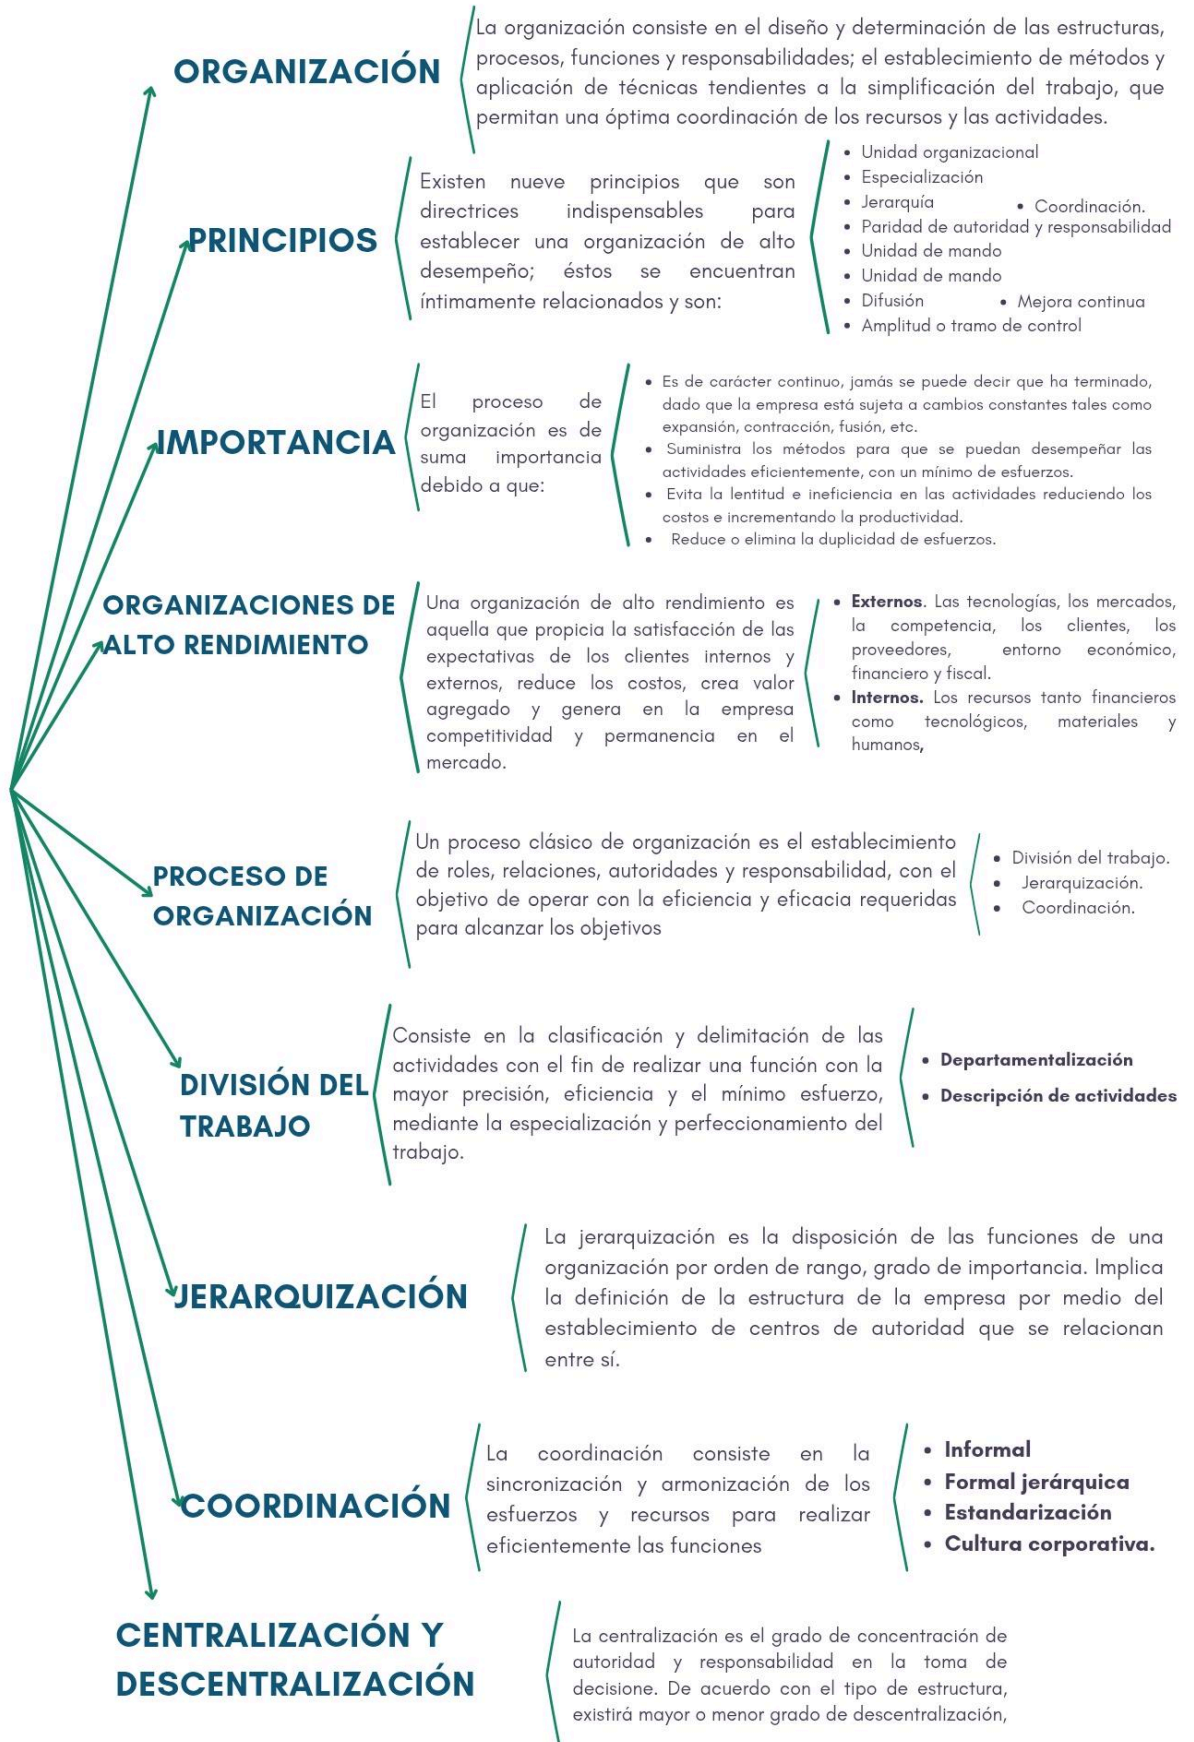 ORGANIZACIÓN
La organización consiste en el diseño y determinación de las estructuras,
procesos, funciones y responsabilidades; el establecimiento de métodos y
aplicación de técnicas tendientes a la simplificación del trabajo, que
permitan una óptima coordinación de los recursos y las actividades.
PRINCIPIOS
Existen nueve principios que son
directrices indispensables para
establecer una organización de alto
desempeño; éstos se encuentran
íntimamente relacionados y son:
• Unidad organizacional
• Especialización
• Jerarquía
• Coordinación.
• Paridad de autoridad y responsabilidad
• Unidad de mando
• Unidad de mando
• Difusión
• Mejora continua
• Amplitud o tramo de control
IMPORTANCIA
El proceso de
organización es de
suma importancia
debido a que:
• Es de carácter continuo, jamás se puede decir que ha terminado,
dado que la empresa está sujeta a cambios constantes tales como
expansión, contracción, fusión, etc.
• Suministra los métodos para que se puedan desempeñar las
actividades eficientemente, con un mínimo de esfuerzos.
• Evita la lentitud e ineficiencia en las actividades reduciendo los
costos e incrementando la productividad.
• Reduce o elimina la duplicidad de esfuerzos.
ORGANIZACIONES DE
ALTO RENDIMIENTO
Una organización de alto rendimiento es
aquella que propicia la satisfacción de las
expectativas de los clientes internos y
externos, reduce los costos, crea valor
agregado y genera en la empresa
competitividad y permanencia en el
mercado.
• Externos. Las tecnologías, los mercados,
la competencia, los clientes, los
proveedores, entorno económico,
financiero y fiscal.
• Internos. Los recursos tanto financieros
como tecnológicos, materiales y
humanos,
PROCESO DE
ORGANIZACIÓN
Un proceso clásico de organización es el establecimiento
de roles, relaciones, autoridades y responsabilidad, con el
objetivo de operar con la eficiencia y eficacia requeridas
para alcanzar los objetivos
• División del trabajo.
• Jerarquización.
• Coordinación.
DIVISIÓN DEL
TRABAJO
Consiste en la clasificación y delimitación de las
actividades con el fin de realizar una función con la
mayor precisión, eficiencia y el mínimo esfuerzo,
mediante la especialización y perfeccionamiento del
trabajo.
• Departamentalización
• Descripción de actividades
JERARQUIZACIÓN
La jerarquización es la disposición de las funciones de una
organización por orden de rango, grado de importancia. Implica
la definición de la estructura de la empresa por medio del
establecimiento de centros de autoridad que se relacionan
entre sí.
COORDINACIÓN
La coordinación consiste en la
sincronización y armonización de los
esfuerzos y recursos para realizar
eficientemente las funciones
• Informal
• Formal jerárquica
• Estandarización
• Cultura corporativa.
CENTRALIZACIÓN Y
DESCENTRALIZACIÓN
La centralización es el grado de concentración de
autoridad y responsabilidad en la toma de
decisione. De acuerdo con el tipo de estructura,
existirá mayor o menor grado de descentralización,